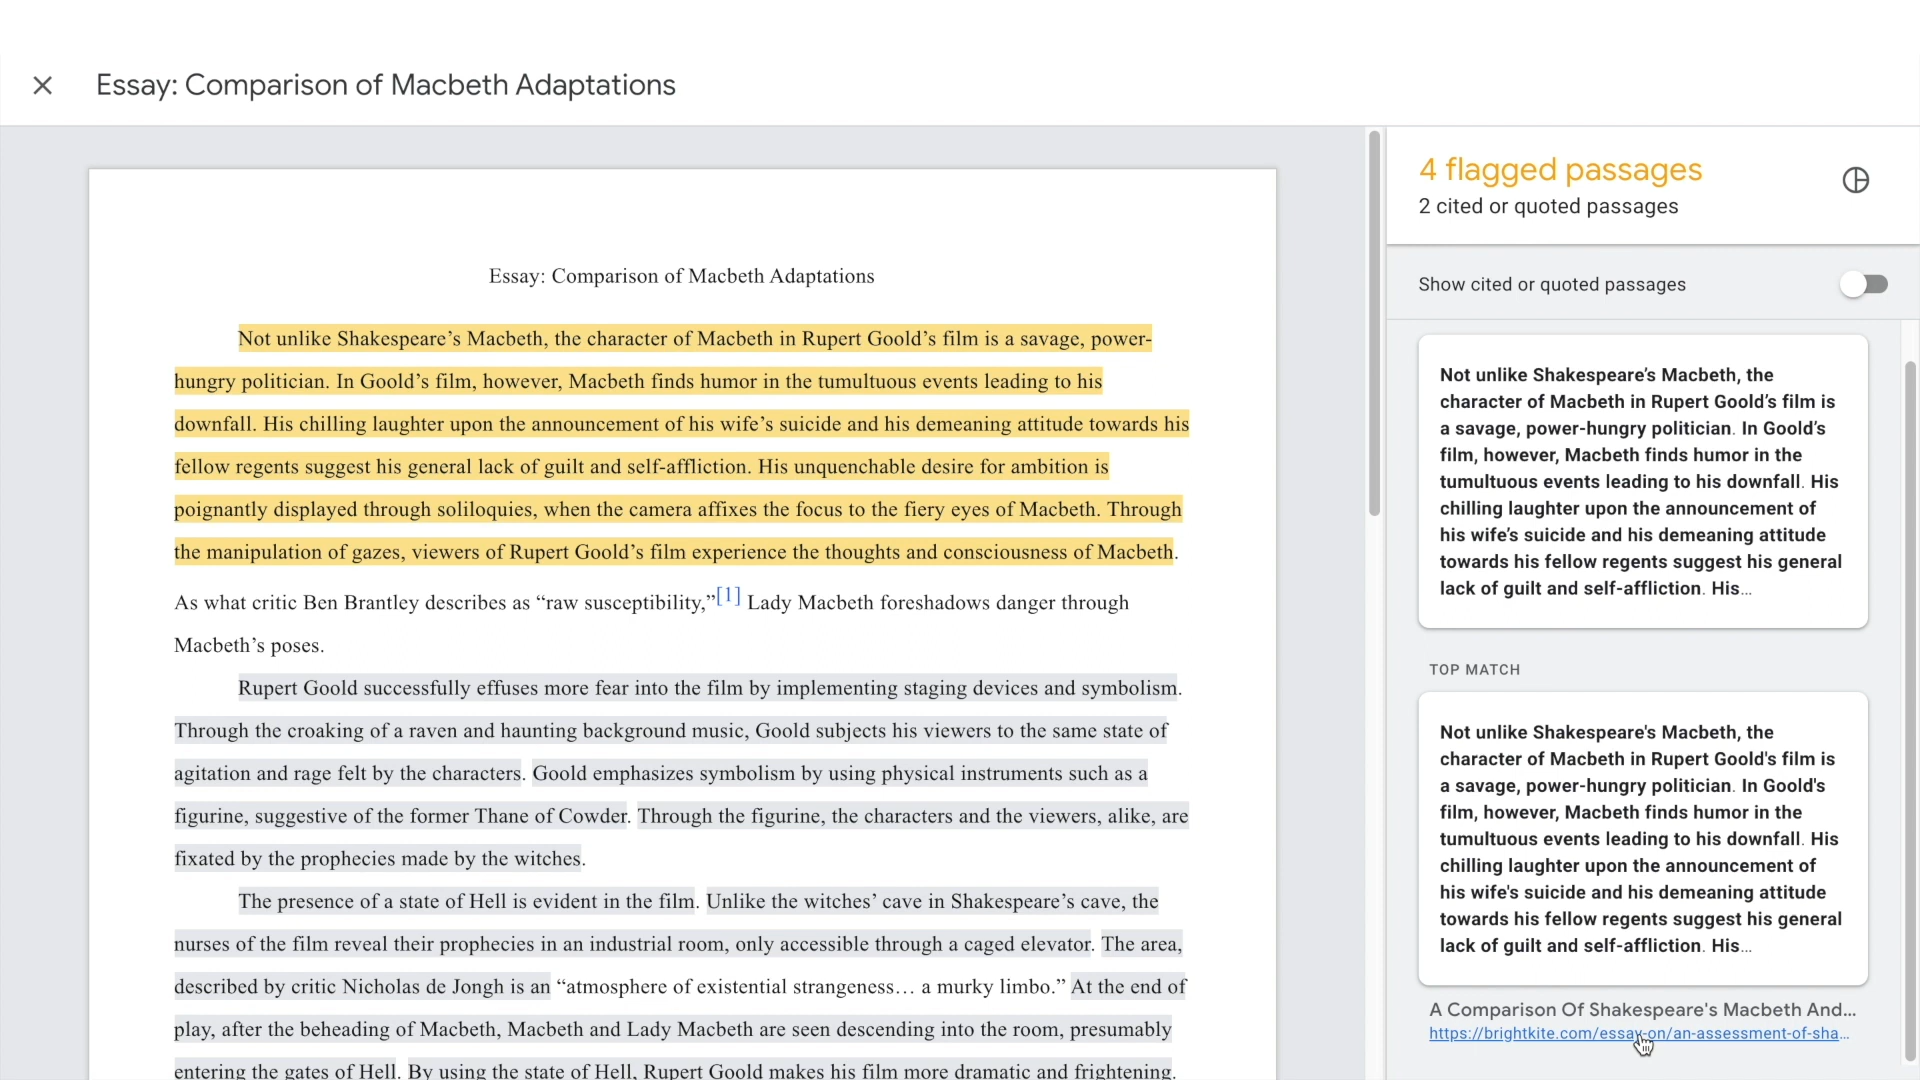 Essay: Comparison of Macbeth Adaptations
Essay: Comparison of Macbeth Adaptations
Not unlike Shakespeare’s Macbeth, the character of Macbeth in Rupert Goold’s film is a savage, power-
hungry politician. In Goold’s film, however, Macbeth finds humor in the tumultuous events leading to his
downfall. His chilling laughter upon the announcement of his wife’s suicide and his demeaning attitude towards his
fellow regents suggest his general lack of guilt and self-affliction. His unquenchable desire for ambition is
poignantly displayed through soliloquies, when the camera affixes the focus to the fiery eyes of Macbeth. Through
the manipulation of gazes, viewers of Rupert Goold’s film experience the thoughts and consciousness of Macbeth.
As what critic Ben Brantley describes as “raw susceptibility,”[1] Lady Macbeth foreshadows danger through
Macbeth’s poses.
Rupert Goold successfully effuses more fear into the film by implementing staging devices and symbolism.
Through the croaking of a raven and haunting background music, Goold subjects his viewers to the same state of
agitation and rage felt by the characters. Goold emphasizes symbolism by using physical instruments such as a
figurine, suggestive of the former Thane of Cowder. Through the figurine, the characters and the viewers, alike, are
fixated by the prophecies made by the witches.
The presence of a state of Hell is evident in the film. Unlike the witches’ cave in Shakespeare’s cave, the
nurses of the film reveal their prophecies in an industrial room, only accessible through a caged elevator. The area,
described by critic Nicholas de Jongh is an “atmosphere of existential strangeness… a murky limbo.” At the end of
play, after the beheading of Macbeth, Macbeth and Lady Macbeth are seen descending into the room, presumably
entering the gates of Hell. By using the state of Hell, Rupert Goold makes his film more dramatic and frightening.
4 flagged passages
2 cited or quoted passages
Show cited or quoted passages
Not unlike Shakespeare’s Macbeth, the
character of Macbeth in Rupert Goold’s film is
a savage, power-hungry politician. In Goold’s
film, however, Macbeth finds humor in the
tumultuous events leading to his downfall. His
chilling laughter upon the announcement of
his wife’s suicide and his demeaning attitude
towards his fellow regents suggest his general
lack of guilt and self-affliction. His…
TOP MATCH
Not unlike Shakespeare's Macbeth, the
character of Macbeth in Rupert Goold's film is
a savage, power-hungry politician. In Goold's
film, however, Macbeth finds humor in the
tumultuous events leading to his downfall. His
chilling laughter upon the announcement of
his wife's suicide and his demeaning attitude
towards his fellow regents suggest his general
lack of guilt and self-affliction. His…
A Comparison Of Shakespeare's Macbeth And...
https://brightkite.com/essay-on/an-assessment-of-sha...